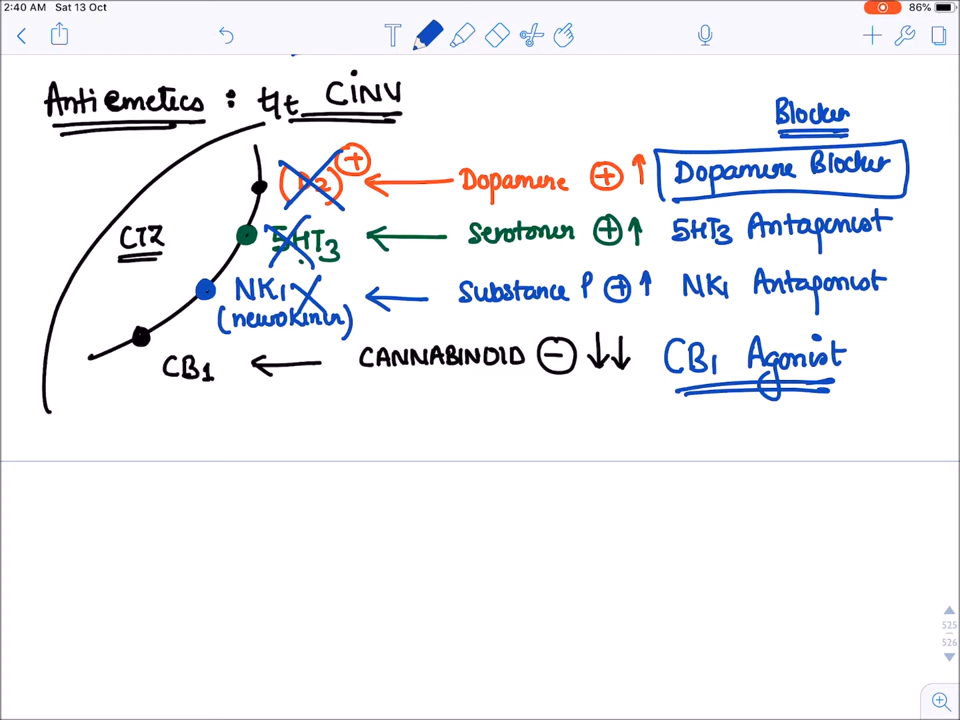 2:40 AM Sat 13 Oct 86%
T
Antiemetics : t/t CINV
Blocker
(D2) + ← Dopamine + ↑ Dopamine Blocker
CTZ 5HT3 ← Serotonin + ↑ 5HT3 Antagonist
NK1 ← Substance P + ↑ NK1 Antagonist
(neurokinin)
CB1 ← CANNABINOID − ↓↓ CB1 Agonist
525
526